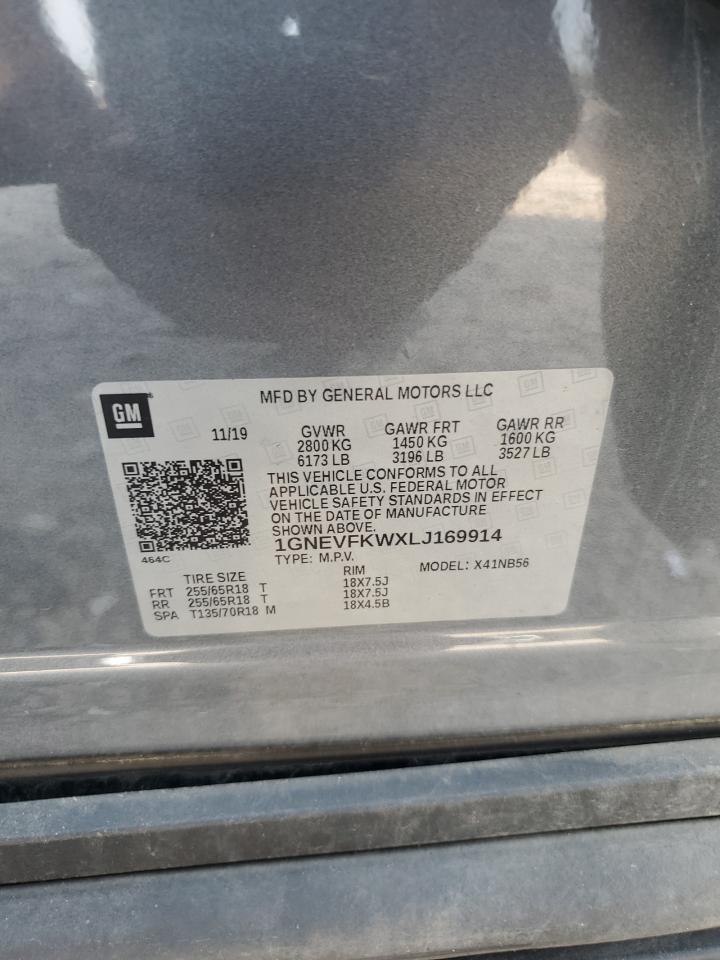 GM
MFD BY GENERAL MOTORS LLC
11/19 GVWR GAWR FRT GAWR RR
2800 KG 1450 KG 1600 KG
6173 LB 3196 LB 3527 LB
THIS VEHICLE CONFORMS TO ALL
APPLICABLE U.S. FEDERAL MOTOR
VEHICLE SAFETY STANDARDS IN EFFECT
ON THE DATE OF MANUFACTURE
SHOWN ABOVE.
1GNEVFKWXLJ169914
464C
TYPE: M.P.V. MODEL: X41NB56
TIRE SIZE RIM
FRT 255/65R18 T 18X7.5J
RR 255/65R18 T 18X7.5J
SPA T135/70R18 M 18X4.5B